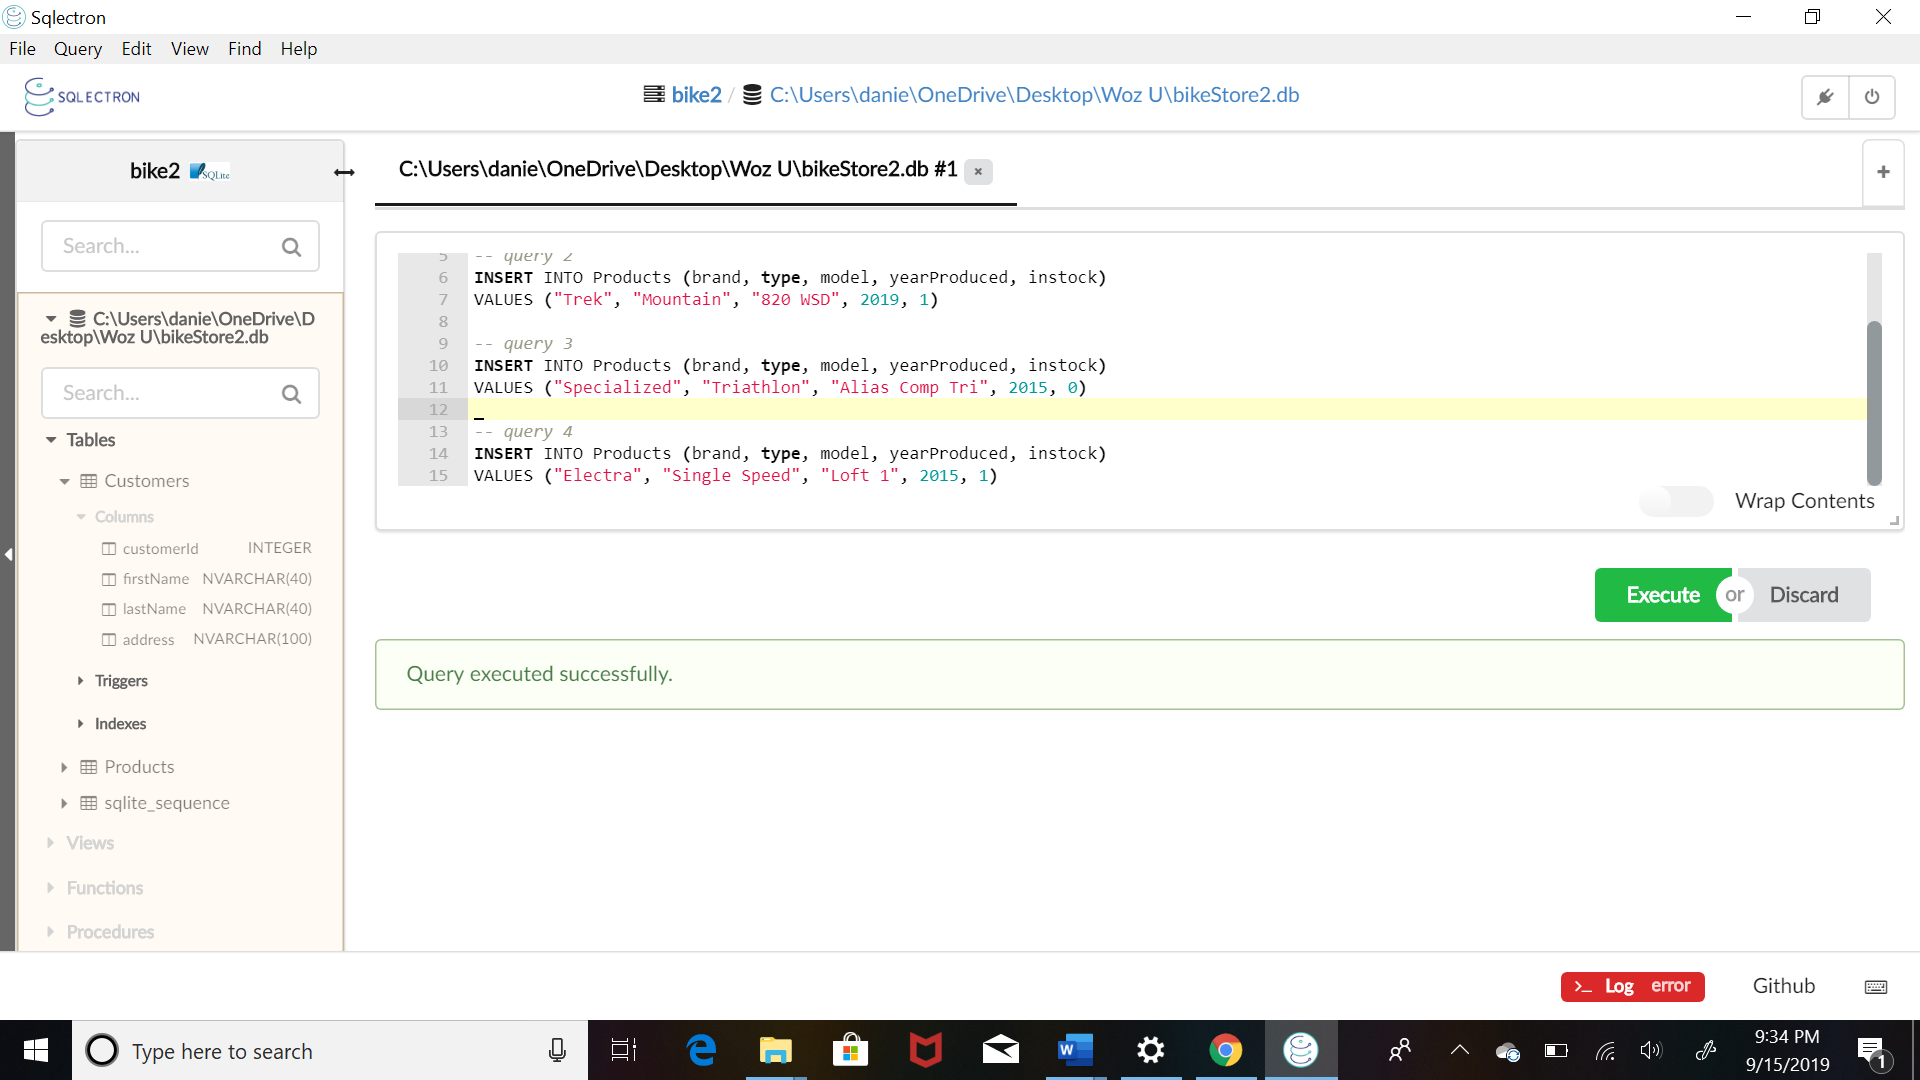 Sqlectron
File Query Edit View Find Help
SQLECTRON
bike2 / C:\Users\danie\OneDrive\Desktop\Woz U\bikeStore2.db
bike2 SQLite
C:\Users\danie\OneDrive\Desktop\Woz U\bikeStore2.db #1 ×
+
Search...
C:\Users\danie\OneDrive\D
esktop\Woz U\bikeStore2.db
Search...
Tables
Customers
Columns
customerId INTEGER
firstName NVARCHAR(40)
lastName NVARCHAR(40)
address NVARCHAR(100)
Triggers
Indexes
Products
sqlite_sequence
Views
Functions
Procedures
5 -- query 2
6 INSERT INTO Products (brand, type, model, yearProduced, instock)
7 VALUES ("Trek", "Mountain", "820 WSD", 2019, 1)
8
9 -- query 3
10 INSERT INTO Products (brand, type, model, yearProduced, instock)
11 VALUES ("Specialized", "Triathlon", "Alias Comp Tri", 2015, 0)
12
13 -- query 4
14 INSERT INTO Products (brand, type, model, yearProduced, instock)
15 VALUES ("Electra", "Single Speed", "Loft 1", 2015, 1)
Wrap Contents
Execute or Discard
Query executed successfully.
>_ Log error Github
Type here to search
W
9:34 PM
9/15/2019
1